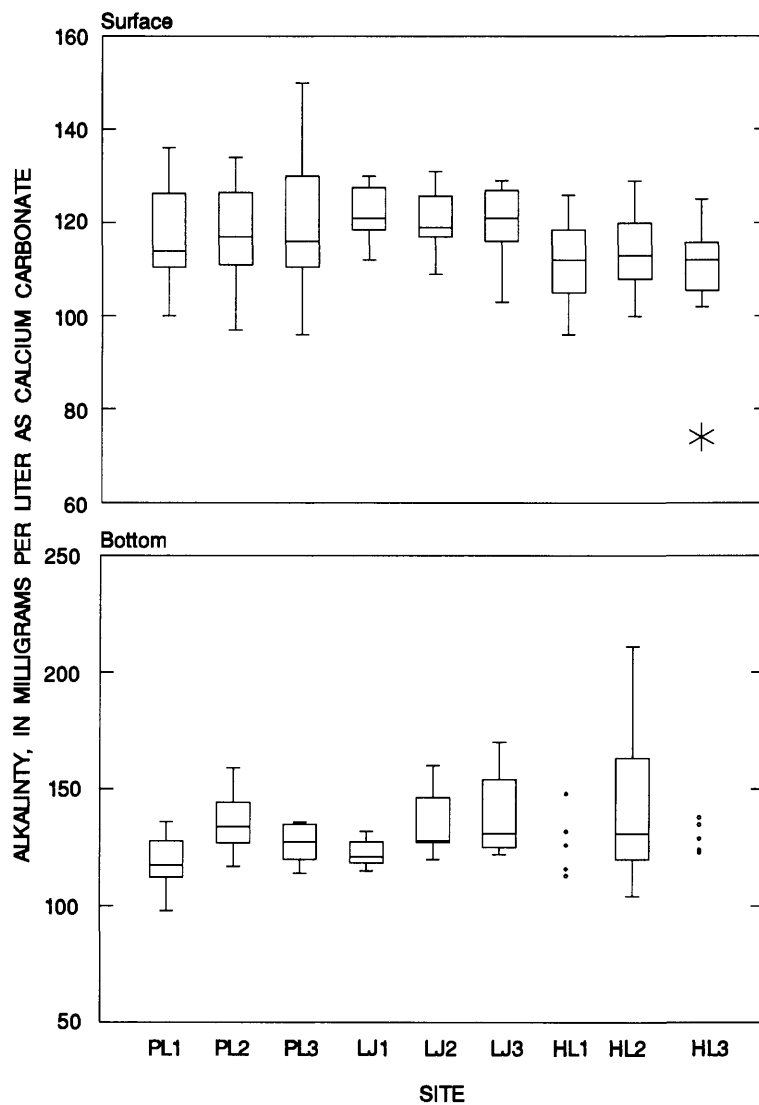 Surface
160
140
120
100
80
60
ALKALINTY, IN MILLIGRAMS PER LITER AS CALCIUM CARBONATE
Bottom
250
200
150
100
50
PL1 PL2 PL3 LJ1 LJ2 LJ3 HL1 HL2 HL3
SITE